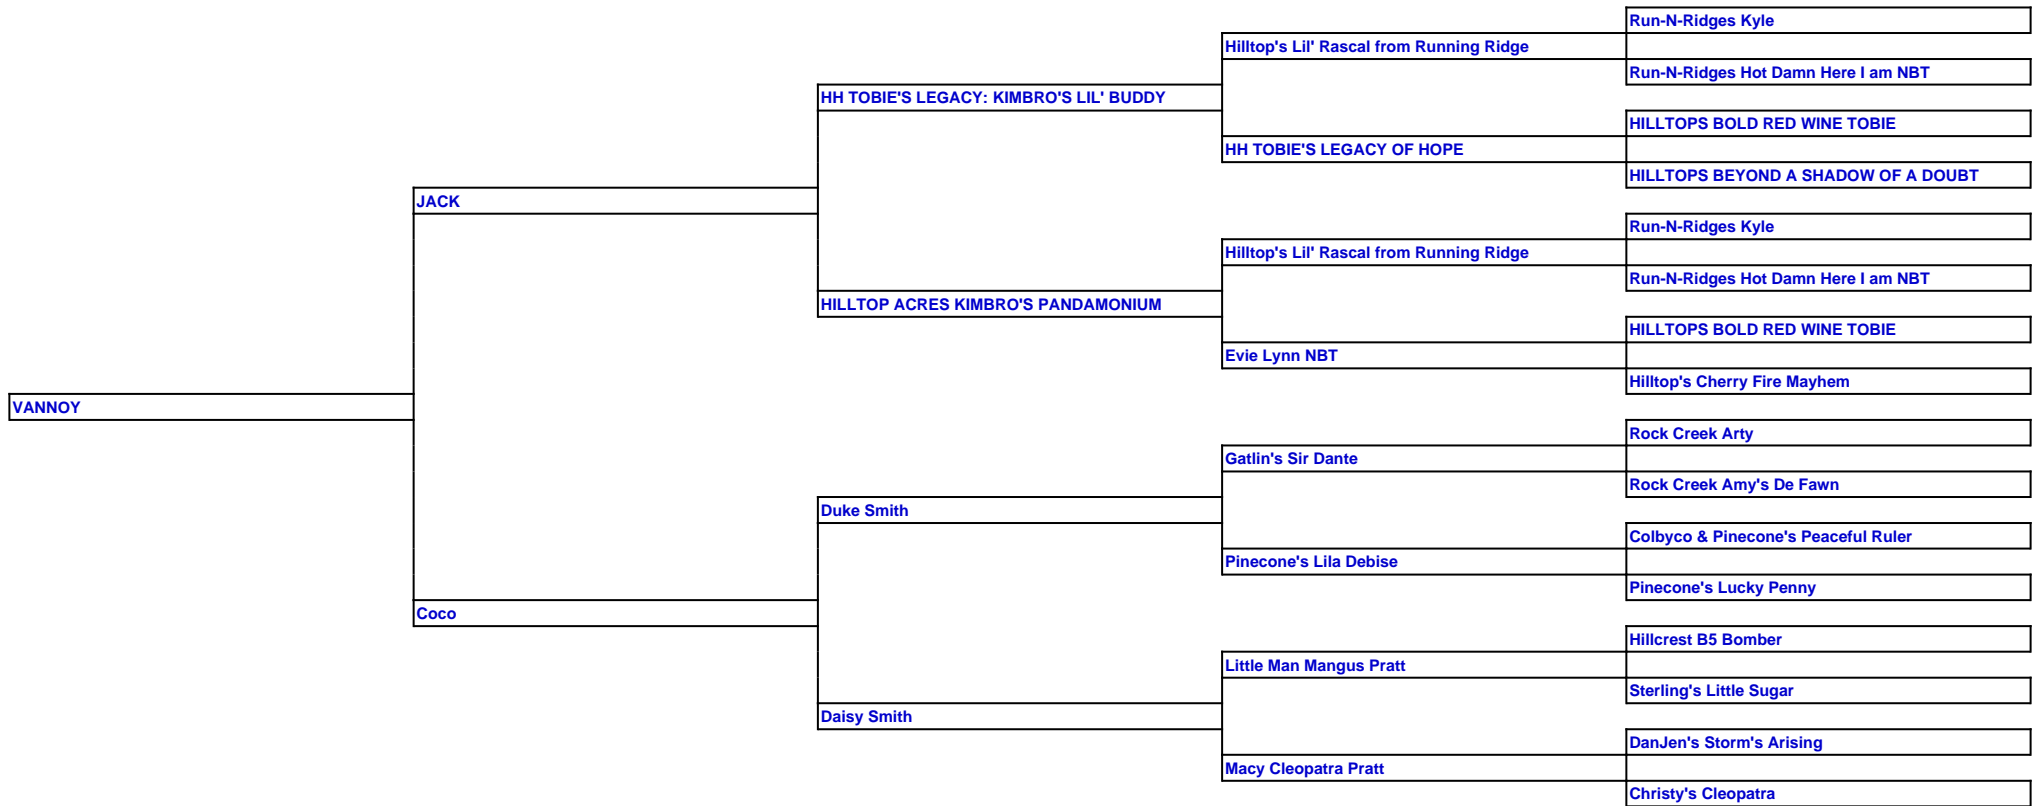 Run-N-Ridges Kyle
Hilltop's Lil' Rascal from Running Ridge
Run-N-Ridges Hot Damn Here I am NBT
HH TOBIE'S LEGACY: KIMBRO'S LIL' BUDDY
HILLTOPS BOLD RED WINE TOBIE
HH TOBIE'S LEGACY OF HOPE
HILLTOPS BEYOND A SHADOW OF A DOUBT
JACK
Run-N-Ridges Kyle
Hilltop's Lil' Rascal from Running Ridge
Run-N-Ridges Hot Damn Here I am NBT
HILLTOP ACRES KIMBRO'S PANDAMONIUM
HILLTOPS BOLD RED WINE TOBIE
Evie Lynn NBT
Hilltop's Cherry Fire Mayhem
VANNOY
Rock Creek Arty
Gatlin's Sir Dante
Rock Creek Amy's De Fawn
Duke Smith
Colbyco & Pinecone's Peaceful Ruler
Pinecone's Lila Debise
Pinecone's Lucky Penny
Coco
Hillcrest B5 Bomber
Little Man Mangus Pratt
Sterling's Little Sugar
Daisy Smith
DanJen's Storm's Arising
Macy Cleopatra Pratt
Christy's Cleopatra